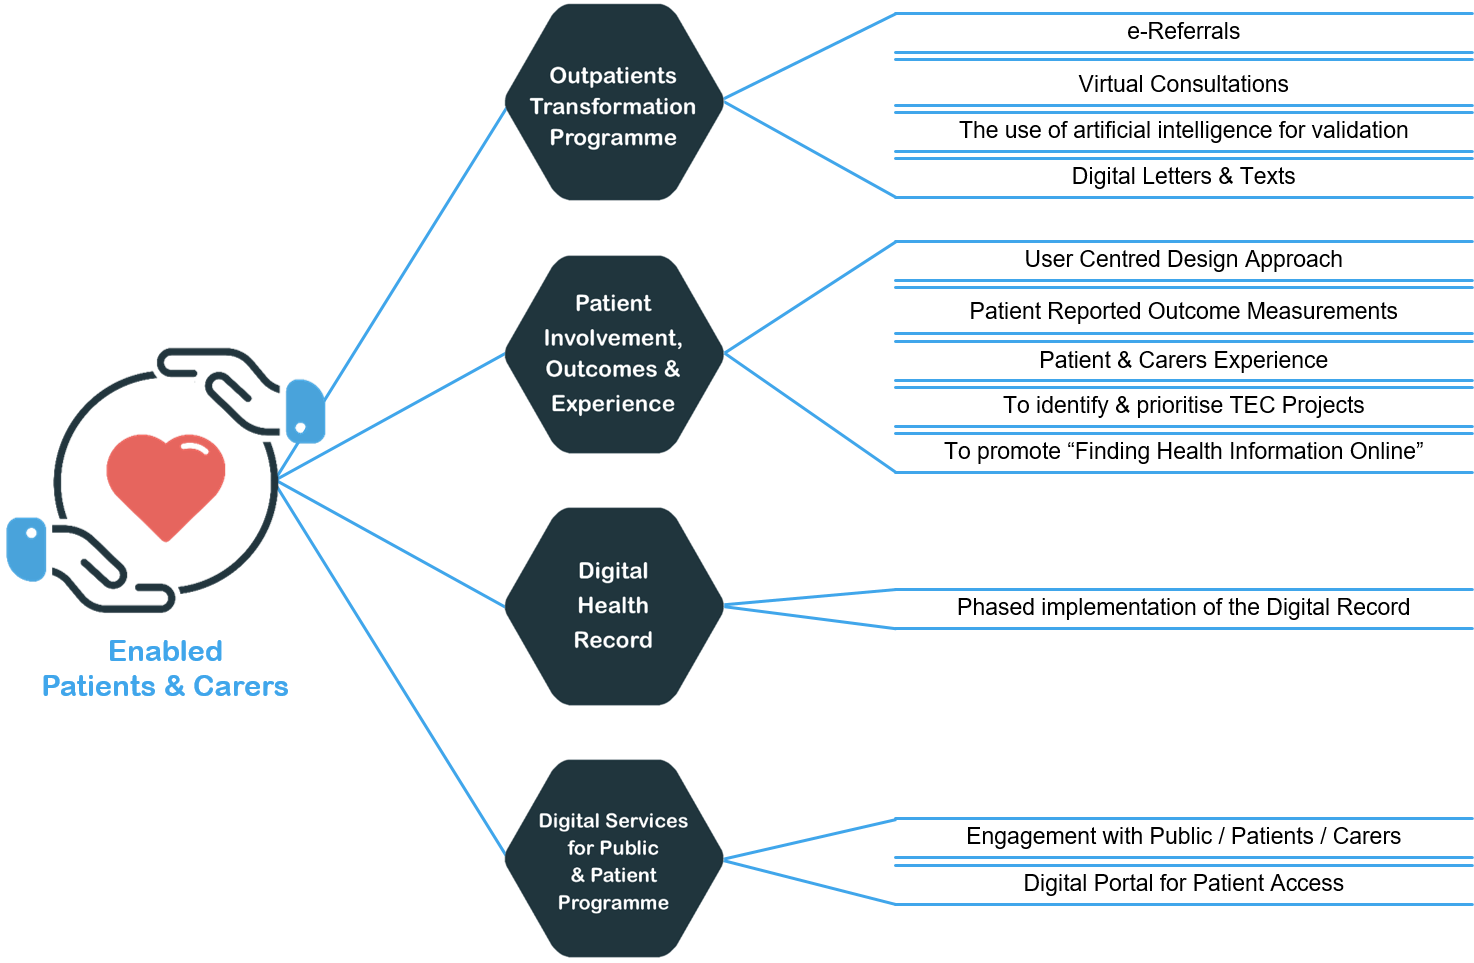 Enabled
Patients & Carers
Outpatients
Transformation
Programme
e-Referrals
Virtual Consultations
The use of artificial intelligence for validation
Digital Letters & Texts
Patient
Involvement,
Outcomes &
Experience
User Centred Design Approach
Patient Reported Outcome Measurements
Patient & Carers Experience
To identify & prioritise TEC Projects
To promote “Finding Health Information Online”
Digital
Health
Record
Phased implementation of the Digital Record
Digital Services
for Public
& Patient
Programme
Engagement with Public / Patients / Carers
Digital Portal for Patient Access